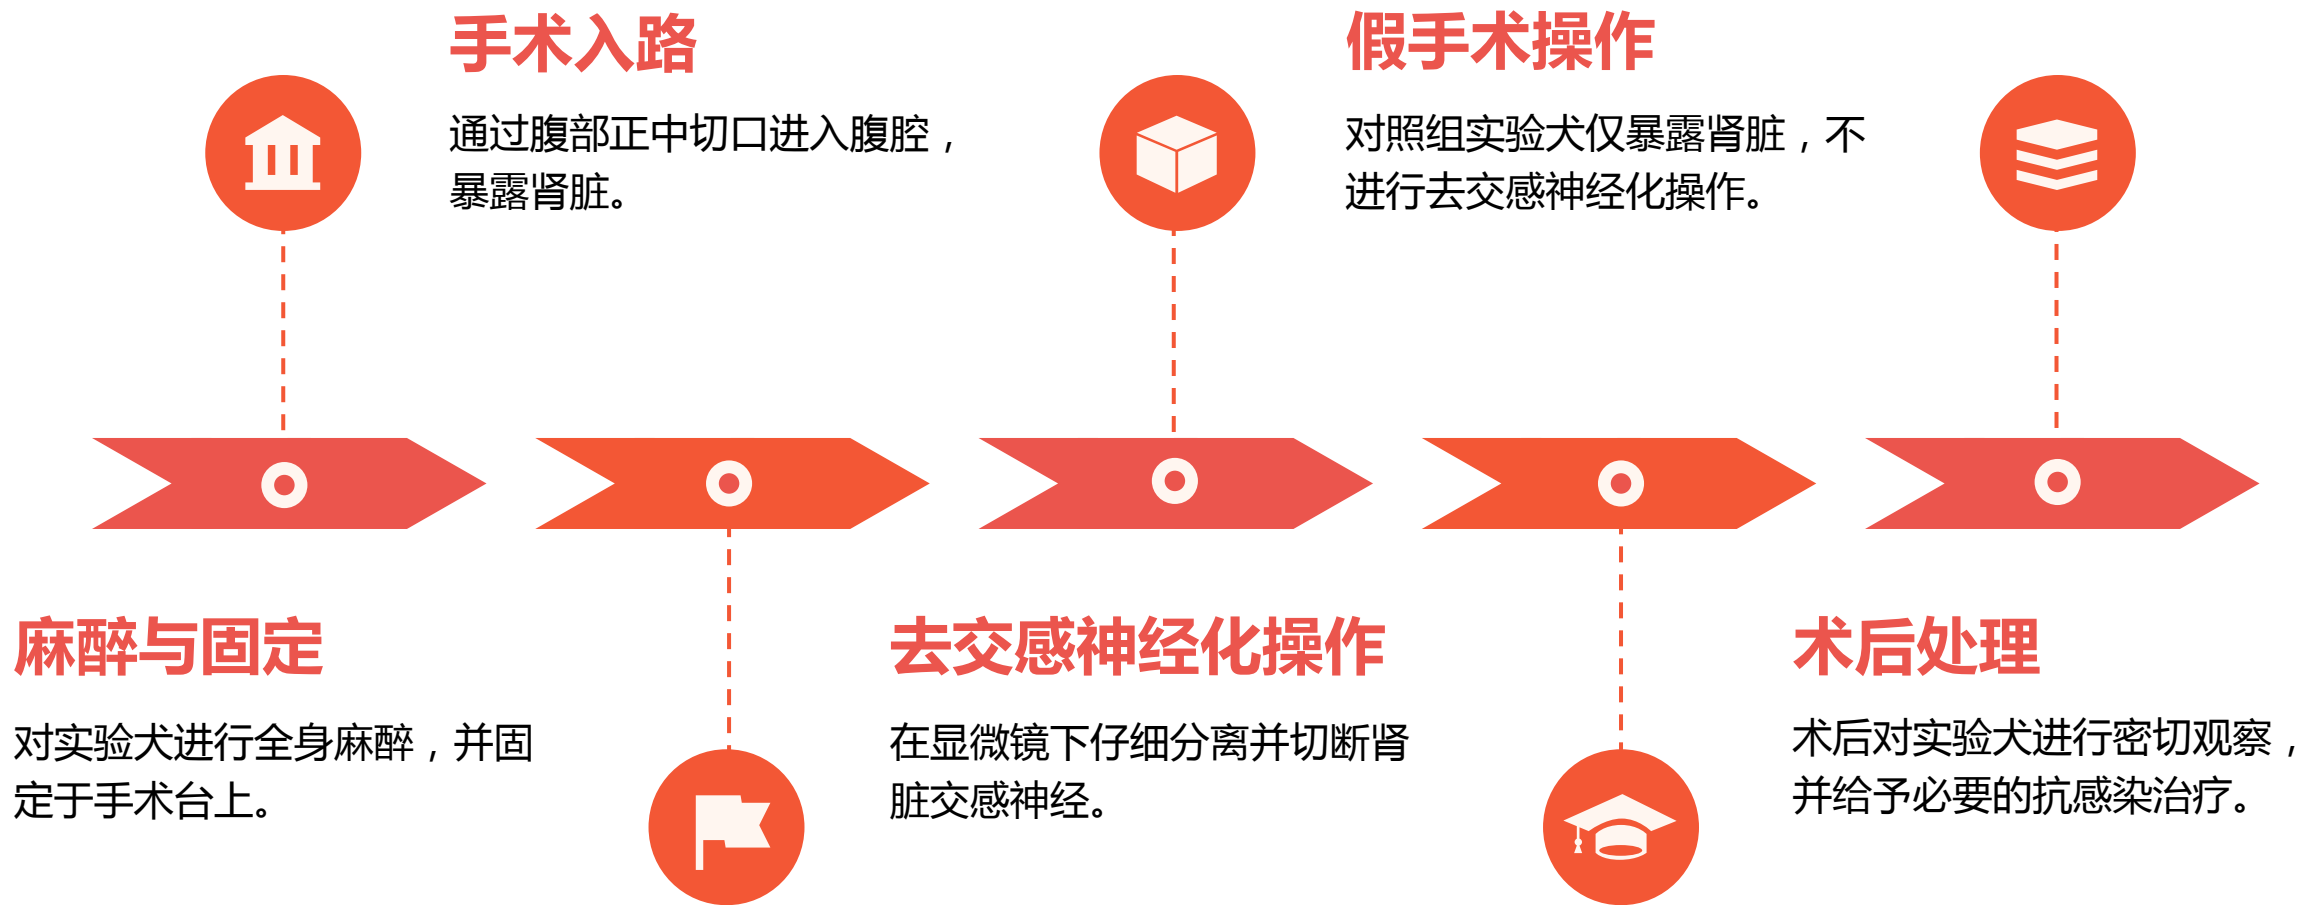 手术入路
通过腹部正中切口进入腹腔，
暴露肾脏。
假手术操作
对照组实验犬仅暴露肾脏，不
进行去交感神经化操作。
麻醉与固定
对实验犬进行全身麻醉，并固
定于手术台上。
去交感神经化操作
在显微镜下仔细分离并切断肾
脏交感神经。
术后处理
术后对实验犬进行密切观察，
并给予必要的抗感染治疗。